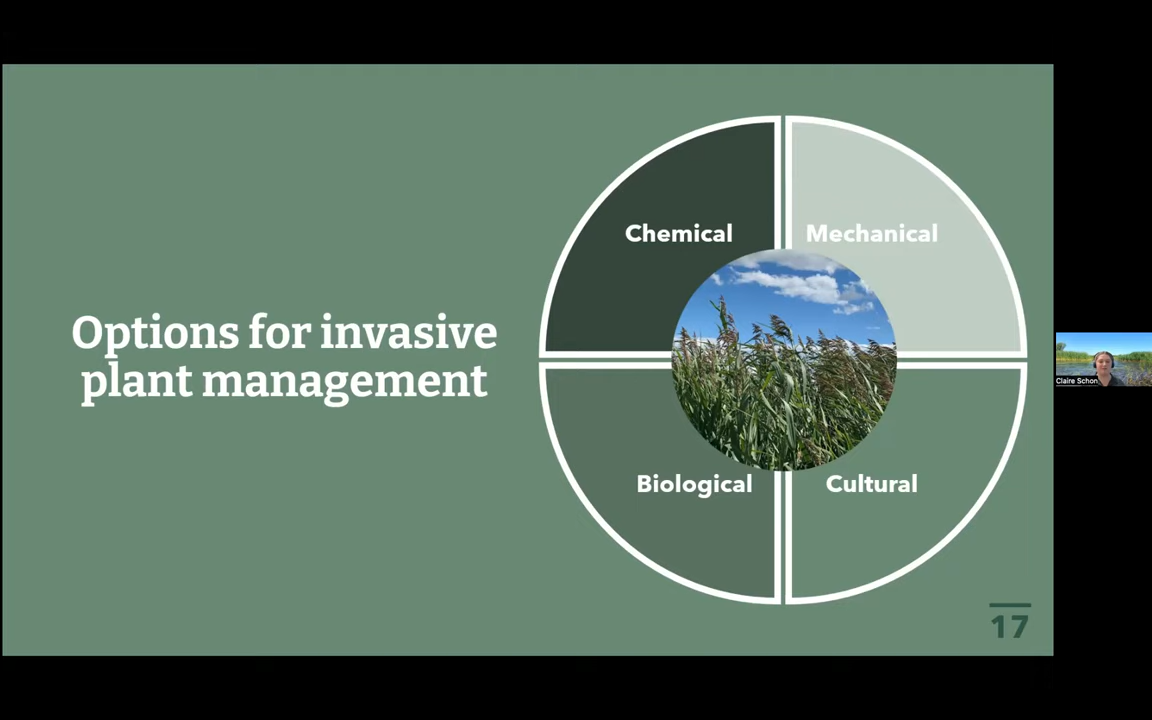 Options for invasive
plant management
Chemical
Mechanical
Biological
Cultural
17
Claire Schon